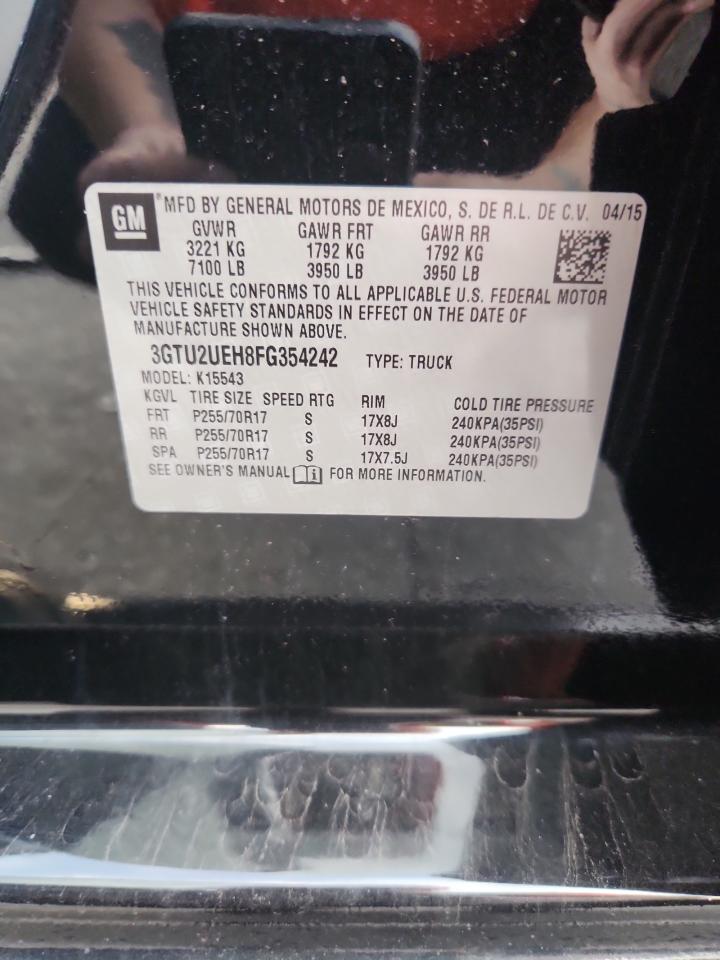 GM ® MFD BY GENERAL MOTORS DE MEXICO, S. DE R.L. DE C.V. 04/15
GVWR GAWR FRT GAWR RR
3221 KG 1792 KG 1792 KG
7100 LB 3950 LB 3950 LB
THIS VEHICLE CONFORMS TO ALL APPLICABLE U.S. FEDERAL MOTOR
VEHICLE SAFETY STANDARDS IN EFFECT ON THE DATE OF
MANUFACTURE SHOWN ABOVE.
3GTU2UEH8FG354242 TYPE: TRUCK
MODEL: K15543
KGVL TIRE SIZE SPEED RTG RIM COLD TIRE PRESSURE
FRT P255/70R17 S 17X8J 240KPA(35PSI)
RR P255/70R17 S 17X8J 240KPA(35PSI)
SPA P255/70R17 S 17X7.5J 240KPA(35PSI)
SEE OWNER'S MANUAL FOR MORE INFORMATION.